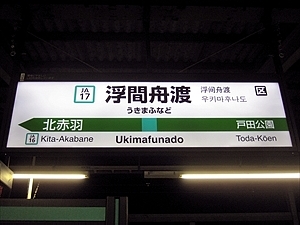 JA
17
浮間舟渡
うきまふなど
浮间舟渡
우키마후나도
区
北赤羽
JA
16
Kita-Akabane
Ukimafunado
戸田公園
Toda-Kōen